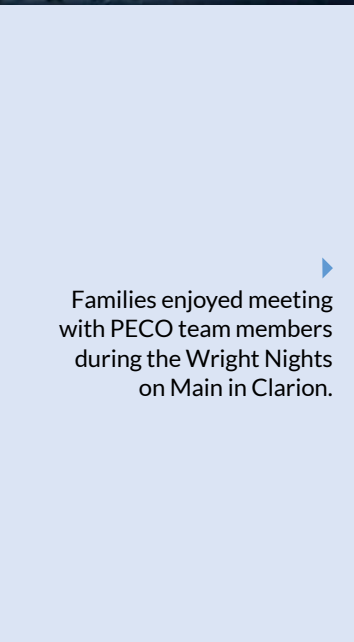 Families enjoyed meeting
with PECO team members
during the Wright Nights
on Main in Clarion.